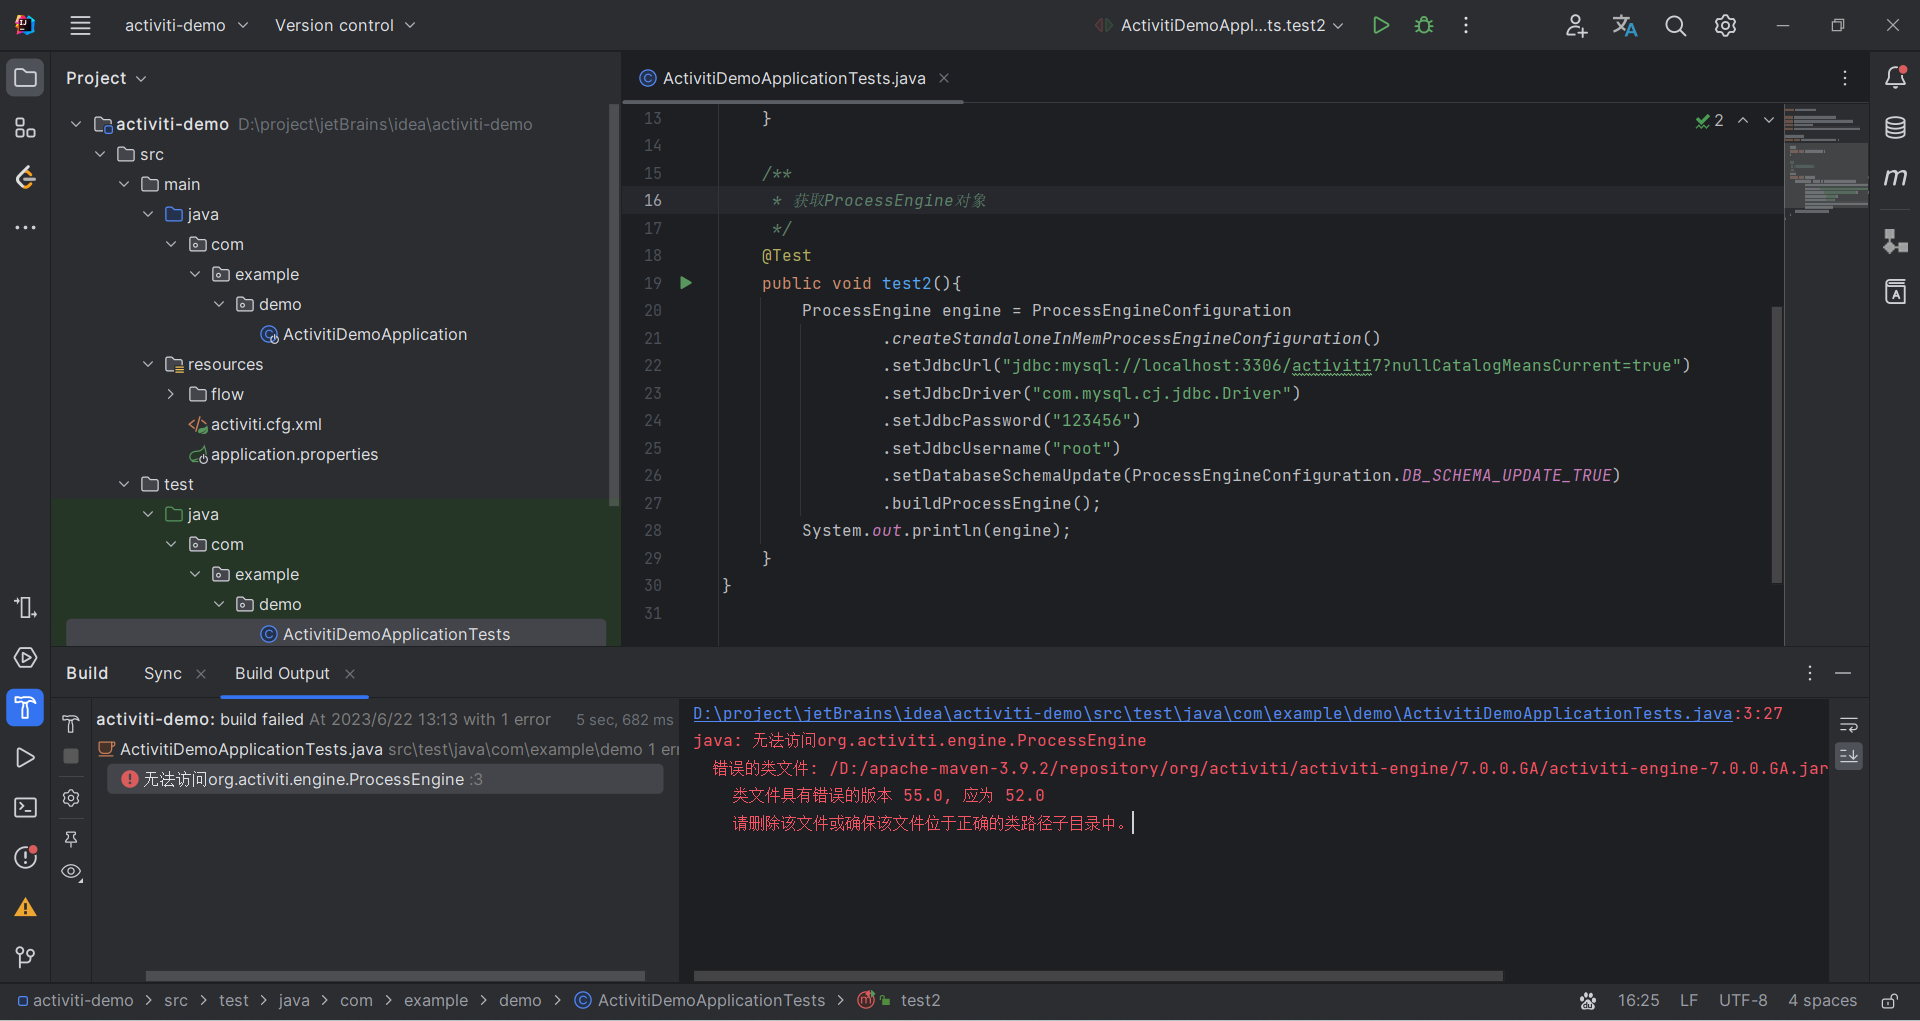 activiti-demo
Version control
ActivitiDemoAppl...ts.test2
Project
ActivitiDemoApplicationTests.java
activiti-demo D:\project\jetBrains\idea\activiti-demo
src
main
java
com
example
demo
ActivitiDemoApplication
resources
flow
activiti.cfg.xml
application.properties
test
java
com
example
demo
ActivitiDemoApplicationTests
2
13 }
14
15 /**
16 * 获取ProcessEngine对象
17 */
18 @Test
19 public void test2(){
20 ProcessEngine engine = ProcessEngineConfiguration
21 .createStandaloneInMemProcessEngineConfiguration()
22 .setJdbcUrl("jdbc:mysql://localhost:3306/activiti7?nullCatalogMeansCurrent=true")
23 .setJdbcDriver("com.mysql.cj.jdbc.Driver")
24 .setJdbcPassword("123456")
25 .setJdbcUsername("root")
26 .setDatabaseSchemaUpdate(ProcessEngineConfiguration.DB_SCHEMA_UPDATE_TRUE)
27 .buildProcessEngine();
28 System.out.println(engine);
29 }
30 }
31
Build
Sync
Build Output
activiti-demo: build failed At 2023/6/22 13:13 with 1 error 5 sec, 682 ms
ActivitiDemoApplicationTests.java src\test\java\com\example\demo 1 err
无法访问org.activiti.engine.ProcessEngine :3
D:\project\jetBrains\idea\activiti-demo\src\test\java\com\example\demo\ActivitiDemoApplicationTests.java:3:27
java: 无法访问org.activiti.engine.ProcessEngine
错误的类文件: /D:/apache-maven-3.9.2/repository/org/activiti/activiti-engine/7.0.0.GA/activiti-engine-7.0.0.GA.jar
类文件具有错误的版本 55.0, 应为 52.0
请删除该文件或确保该文件位于正确的类路径子目录中。
activiti-demo > src > test > java > com > example > demo > ActivitiDemoApplicationTests > test2
16:25 LF UTF-8 4 spaces